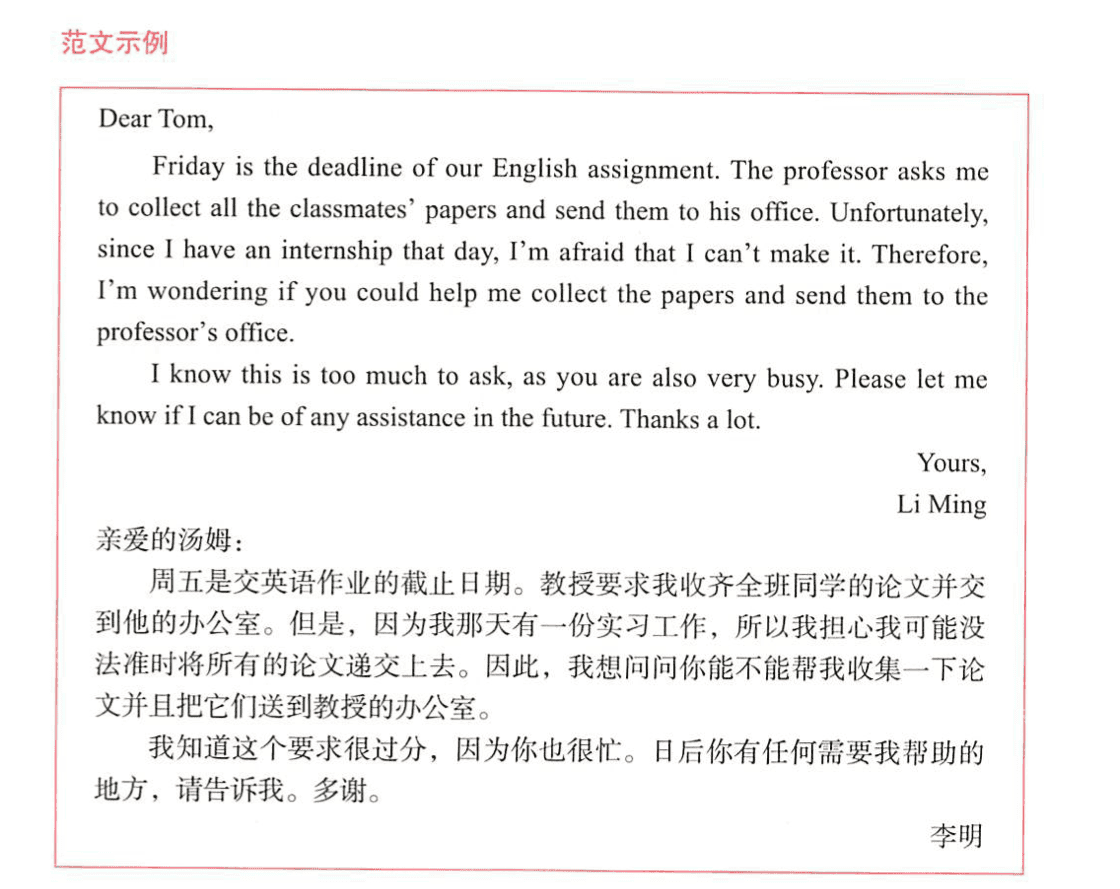 范文示例
Dear Tom,
Friday is the deadline of our English assignment. The professor asks me
to collect all the classmates’ papers and send them to his office. Unfortunately,
since I have an internship that day, I’m afraid that I can’t make it. Therefore,
I’m wondering if you could help me collect the papers and send them to the
professor’s office.
I know this is too much to ask, as you are also very busy. Please let me
know if I can be of any assistance in the future. Thanks a lot.
Yours,
Li Ming
亲爱的汤姆：
周五是交英语作业的截止日期。教授要求我收齐全班同学的论文并交
到他的办公室。但是，因为我那天有一份实习工作，所以我担心我可能没
法准时将所有的论文递交上去。因此，我想问问你能不能帮我收集一下论
文并且把它们送到教授的办公室。
我知道这个要求很过分，因为你也很忙。日后你有任何需要我帮助的
地方，请告诉我。多谢。
李明